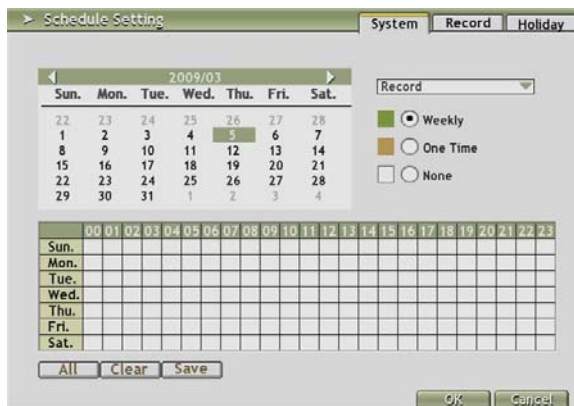 Schedule Setting
System Record Holiday
2009/03
Sun. Mon. Tue. Wed. Thu. Fri. Sat.
22 23 24 25 26 27 28
1 2 3 4 5 6 7
8 9 10 11 12 13 14
15 16 17 18 19 20 21
22 23 24 25 26 27 28
29 30 31 1 2 3 4
Record
Weekly
One Time
None
00 01 02 03 04 05 06 07 08 09 10 11 12 13 14 15 16 17 18 19 20 21 22 23
Sun.
Mon.
Tue.
Wed.
Thu.
Fri.
Sat.
All Clear Save
OK Cancel